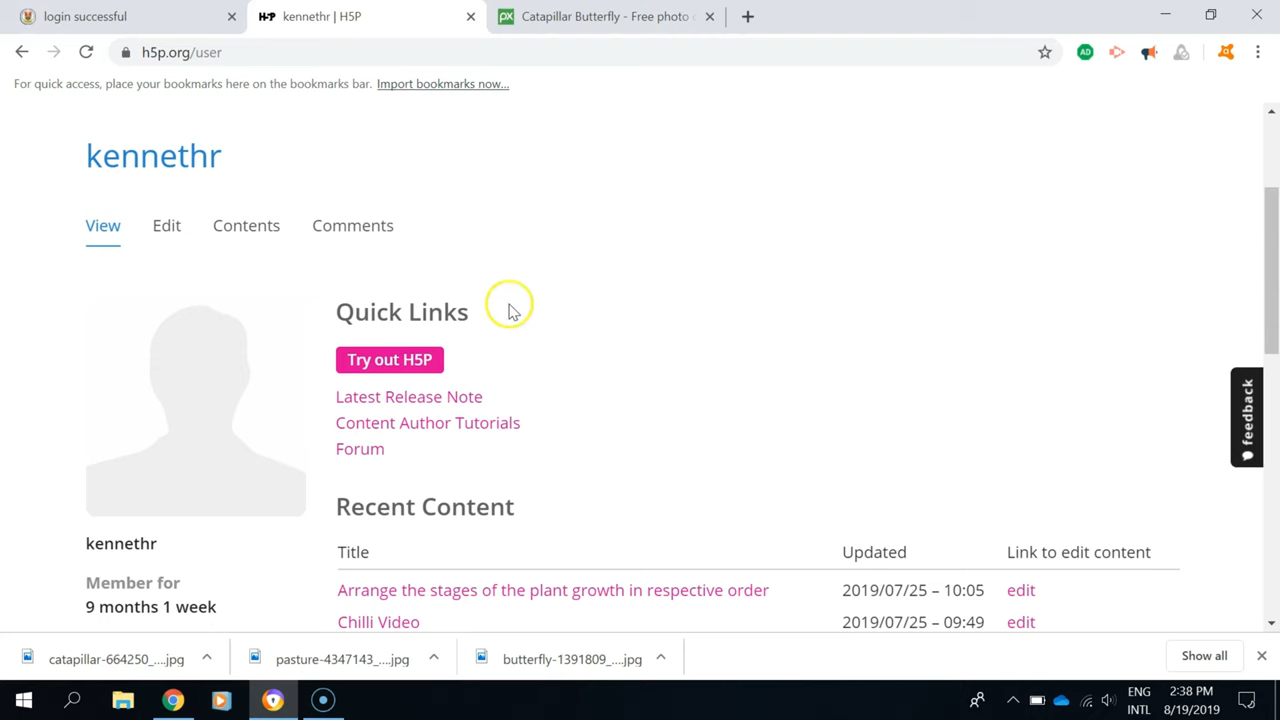 login successful
H-P kennethr | H5P
px Catapillar Butterfly - Free photo
h5p.org/user
AD
For quick access, place your bookmarks here on the bookmarks bar. Import bookmarks now...
kennethr
View Edit Contents Comments
Quick Links
Try out H5P
Latest Release Note
Content Author Tutorials
Forum
feedback
Recent Content
Title Updated Link to edit content
kennethr
Member for
9 months 1 week
Arrange the stages of the plant growth in respective order 2019/07/25 – 10:05 edit
Chilli Video 2019/07/25 – 09:49 edit
catapillar-664250_....jpg pasture-4347143_....jpg butterfly-1391809_....jpg Show all
ENG 2:38 PM
INTL 8/19/2019